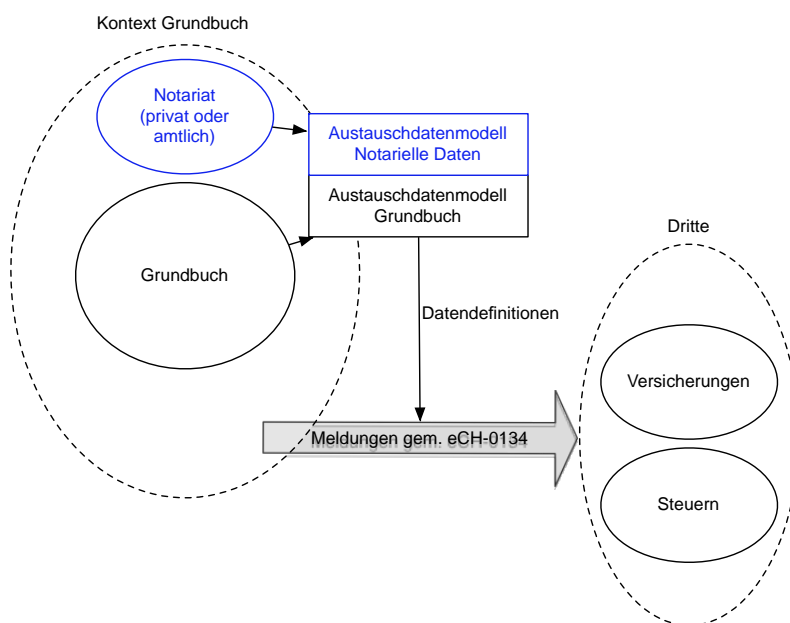 Kontext Grundbuch
Notariat
(privat oder
amtlich)
Austauschdatenmodell
Notarielle Daten
Austauschdatenmodell
Grundbuch
Grundbuch
Dritte
Datendefinitionen
Versicherungen
Meldungen gem. eCH-0134
Steuern